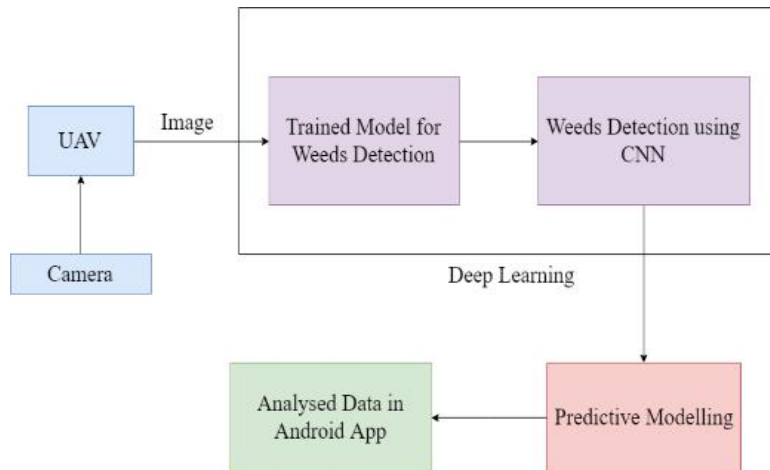 UAV
Image
Camera
Trained Model for
Weeds Detection
Weeds Detection using
CNN
Deep Learning
Analysed Data in
Android App
Predictive Modelling